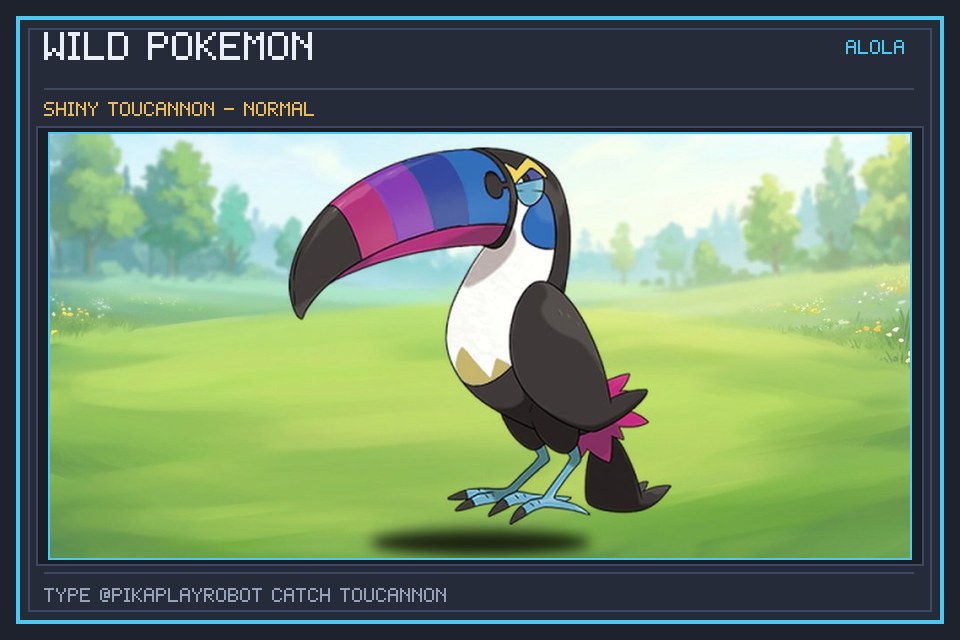 WILD POKEMON
ALOLA
SHINY TOUCANNON - NORMAL
TYPE @PIKAPLAYROBOT CATCH TOUCANNON